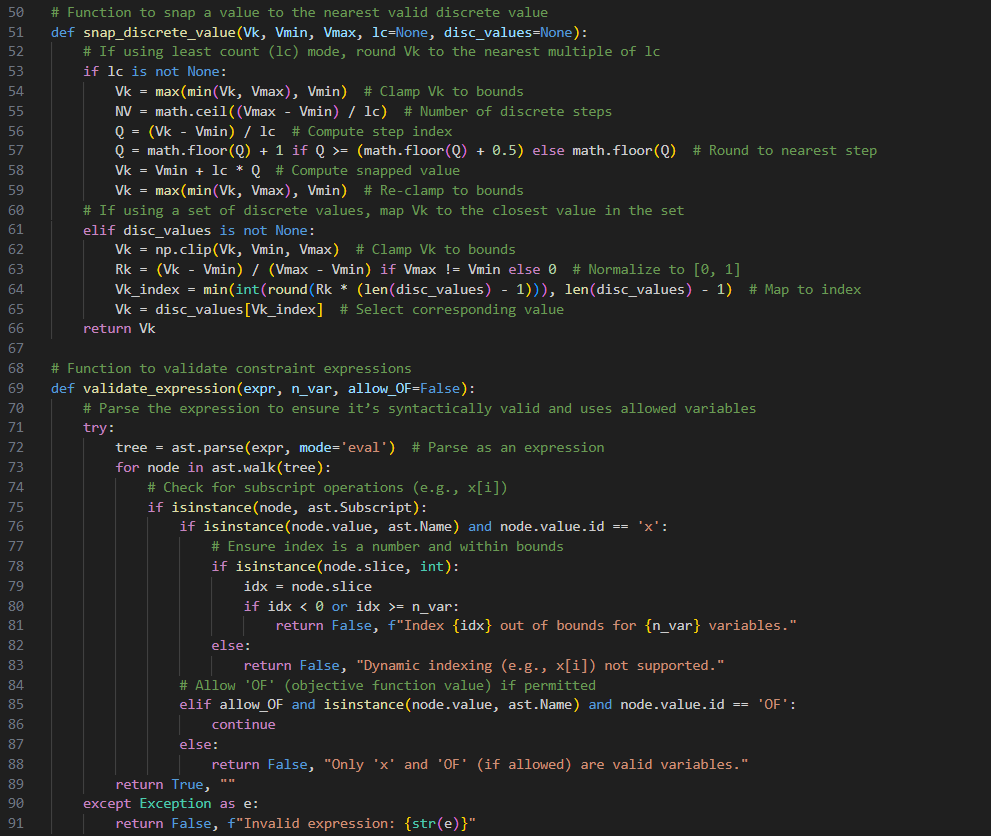 50 # Function to snap a value to the nearest valid discrete value
51 def snap_discrete_value(Vk, Vmin, Vmax, lc=None, disc_values=None):
52     # If using least count (lc) mode, round Vk to the nearest multiple of lc
53     if lc is not None:
54         Vk = max(min(Vk, Vmax), Vmin)  # Clamp Vk to bounds
55         NV = math.ceil((Vmax - Vmin) / lc)  # Number of discrete steps
56         Q = (Vk - Vmin) / lc  # Compute step index
57         Q = math.floor(Q) + 1 if Q >= (math.floor(Q) + 0.5) else math.floor(Q)  # Round to nearest step
58         Vk = Vmin + lc * Q  # Compute snapped value
59         Vk = max(min(Vk, Vmax), Vmin)  # Re-clamp to bounds
60     # If using a set of discrete values, map Vk to the closest value in the set
61     elif disc_values is not None:
62         Vk = np.clip(Vk, Vmin, Vmax)  # Clamp Vk to bounds
63         Rk = (Vk - Vmin) / (Vmax - Vmin) if Vmax != Vmin else 0  # Normalize to [0, 1]
64         Vk_index = min(int(round(Rk * (len(disc_values) - 1))), len(disc_values) - 1)  # Map to index
65         Vk = disc_values[Vk_index]  # Select corresponding value
66     return Vk
67
68 # Function to validate constraint expressions
69 def validate_expression(expr, n_var, allow_OF=False):
70     # Parse the expression to ensure it’s syntactically valid and uses allowed variables
71     try:
72         tree = ast.parse(expr, mode='eval')  # Parse as an expression
73         for node in ast.walk(tree):
74             # Check for subscript operations (e.g., x[i])
75             if isinstance(node, ast.Subscript):
76                 if isinstance(node.value, ast.Name) and node.value.id == 'x':
77                     # Ensure index is a number and within bounds
78                     if isinstance(node.slice, int):
79                         idx = node.slice
80                         if idx < 0 or idx >= n_var:
81                             return False, f"Index {idx} out of bounds for {n_var} variables."
82                     else:
83                         return False, "Dynamic indexing (e.g., x[i]) not supported."
84                 # Allow 'OF' (objective function value) if permitted
85                 elif allow_OF and isinstance(node.value, ast.Name) and node.value.id == 'OF':
86                     continue
87                 else:
88                     return False, "Only 'x' and 'OF' (if allowed) are valid variables."
89         return True, ""
90     except Exception as e:
91         return False, f"Invalid expression: {str(e)}"